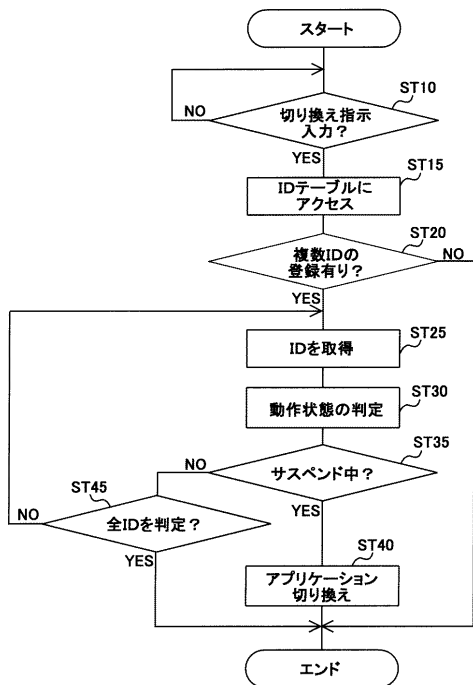 スタート
ST10
切り換え指示
入力？
NO
YES
ST15
IDテーブルに
アクセス
ST20
複数IDの
登録有り？
NO
YES
ST25
IDを取得
ST30
動作状態の判定
ST35
サスペンド中？
NO
YES
ST45
全IDを判定？
NO
YES
ST40
アプリケーション
切り換え
エンド